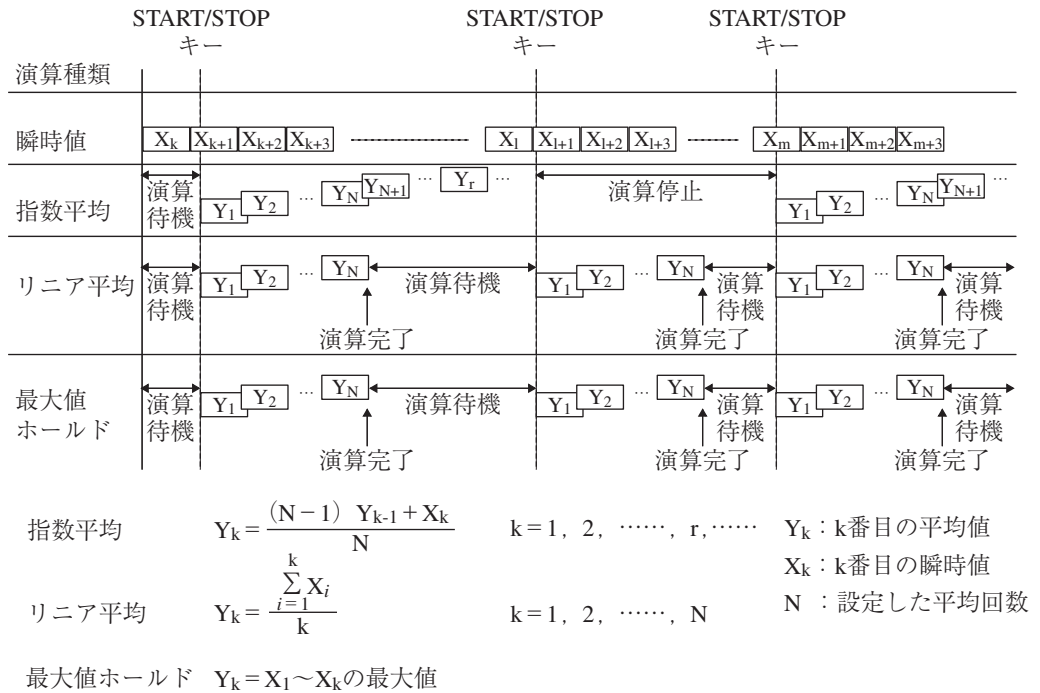 START/STOP START/STOP START/STOP
キー キー キー
演算種類
瞬時値 Xk Xk+1 Xk+2 Xk+3 Xl Xl+1 Xl+2 Xl+3 Xm Xm+1 Xm+2 Xm+3
指数平均 演算待機 Y1 Y2 … YN YN+1 … Yr … 演算停止 Y1 Y2 … YN YN+1 …
リニア平均 演算待機 Y1 Y2 … YN 演算待機 Y1 Y2 … YN 演算待機 Y1 Y2 … YN 演算待機
演算完了 演算完了 演算完了
最大値ホールド 演算待機 Y1 Y2 … YN 演算待機 Y1 Y2 … YN 演算待機 Y1 Y2 … YN 演算待機
演算完了 演算完了 演算完了
指数平均 Yk=(N-1) Yk-1+Xk / N k=1, 2, ……, r, …… Yk:k番目の平均値
Xk:k番目の瞬時値
リニア平均 Yk=∑ i=1 k Xi / k k=1, 2, ……, N N :設定した平均回数
最大値ホールド Yk=X1~Xkの最大値